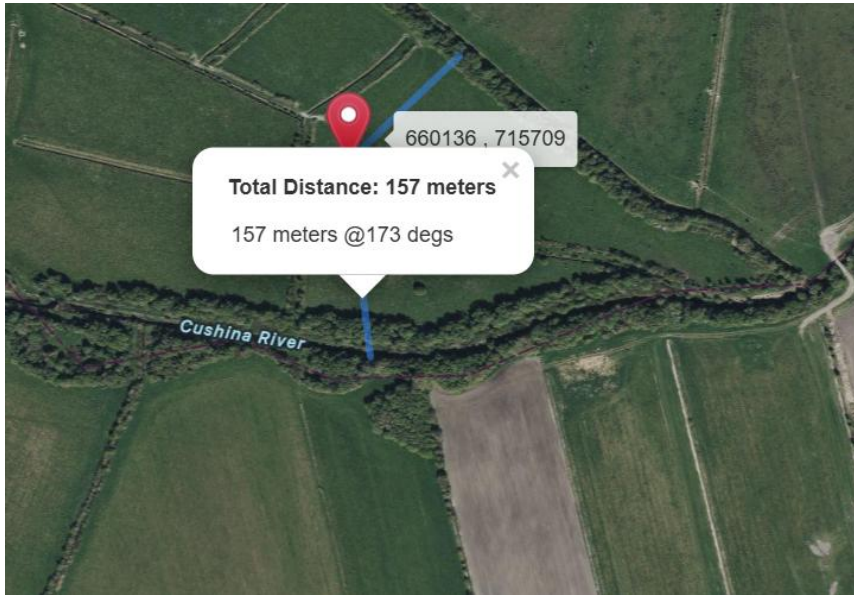 660136 , 715709
×
Total Distance: 157 meters
157 meters @173 degs
Cushina River